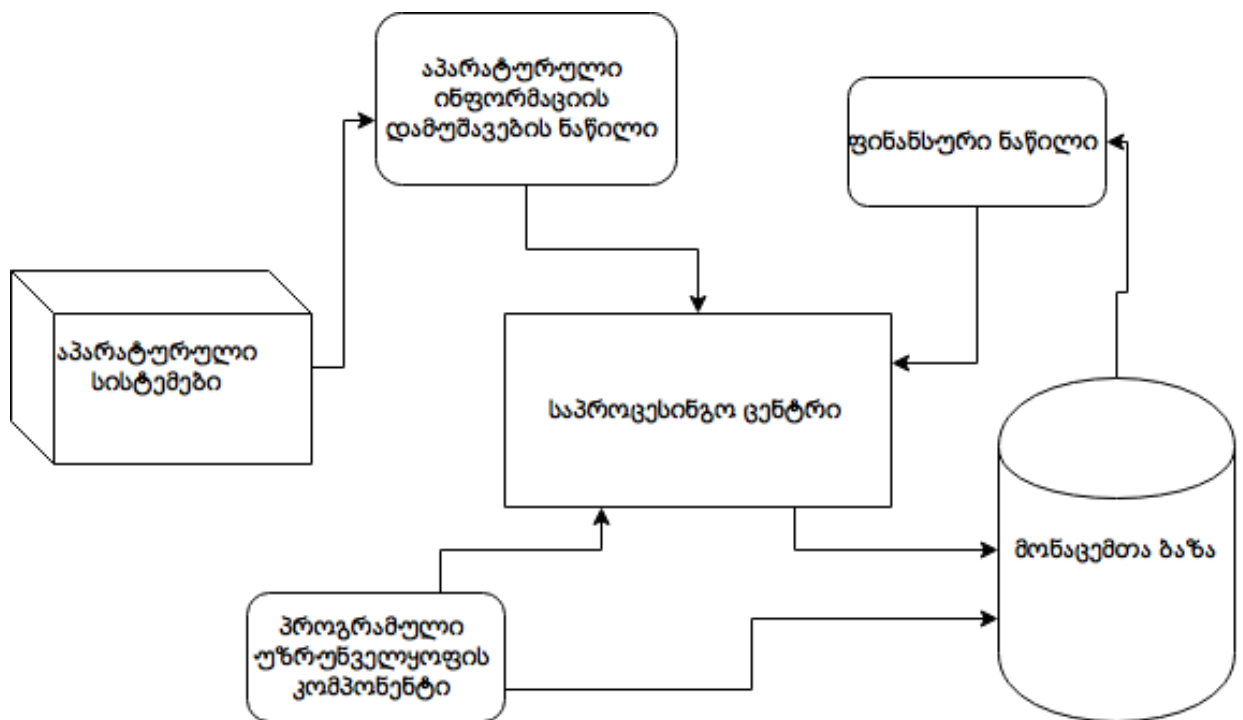 აპარატურული
ინფორმაციის
დამუშავების ნაწილი
ფინანსური ნაწილი
აპარატურული
სისტემები
საპროცესინგო ცენტრი
მონაცემთა ბაზა
პროგრამული
უზრუნველყოფის
კომპონენტი